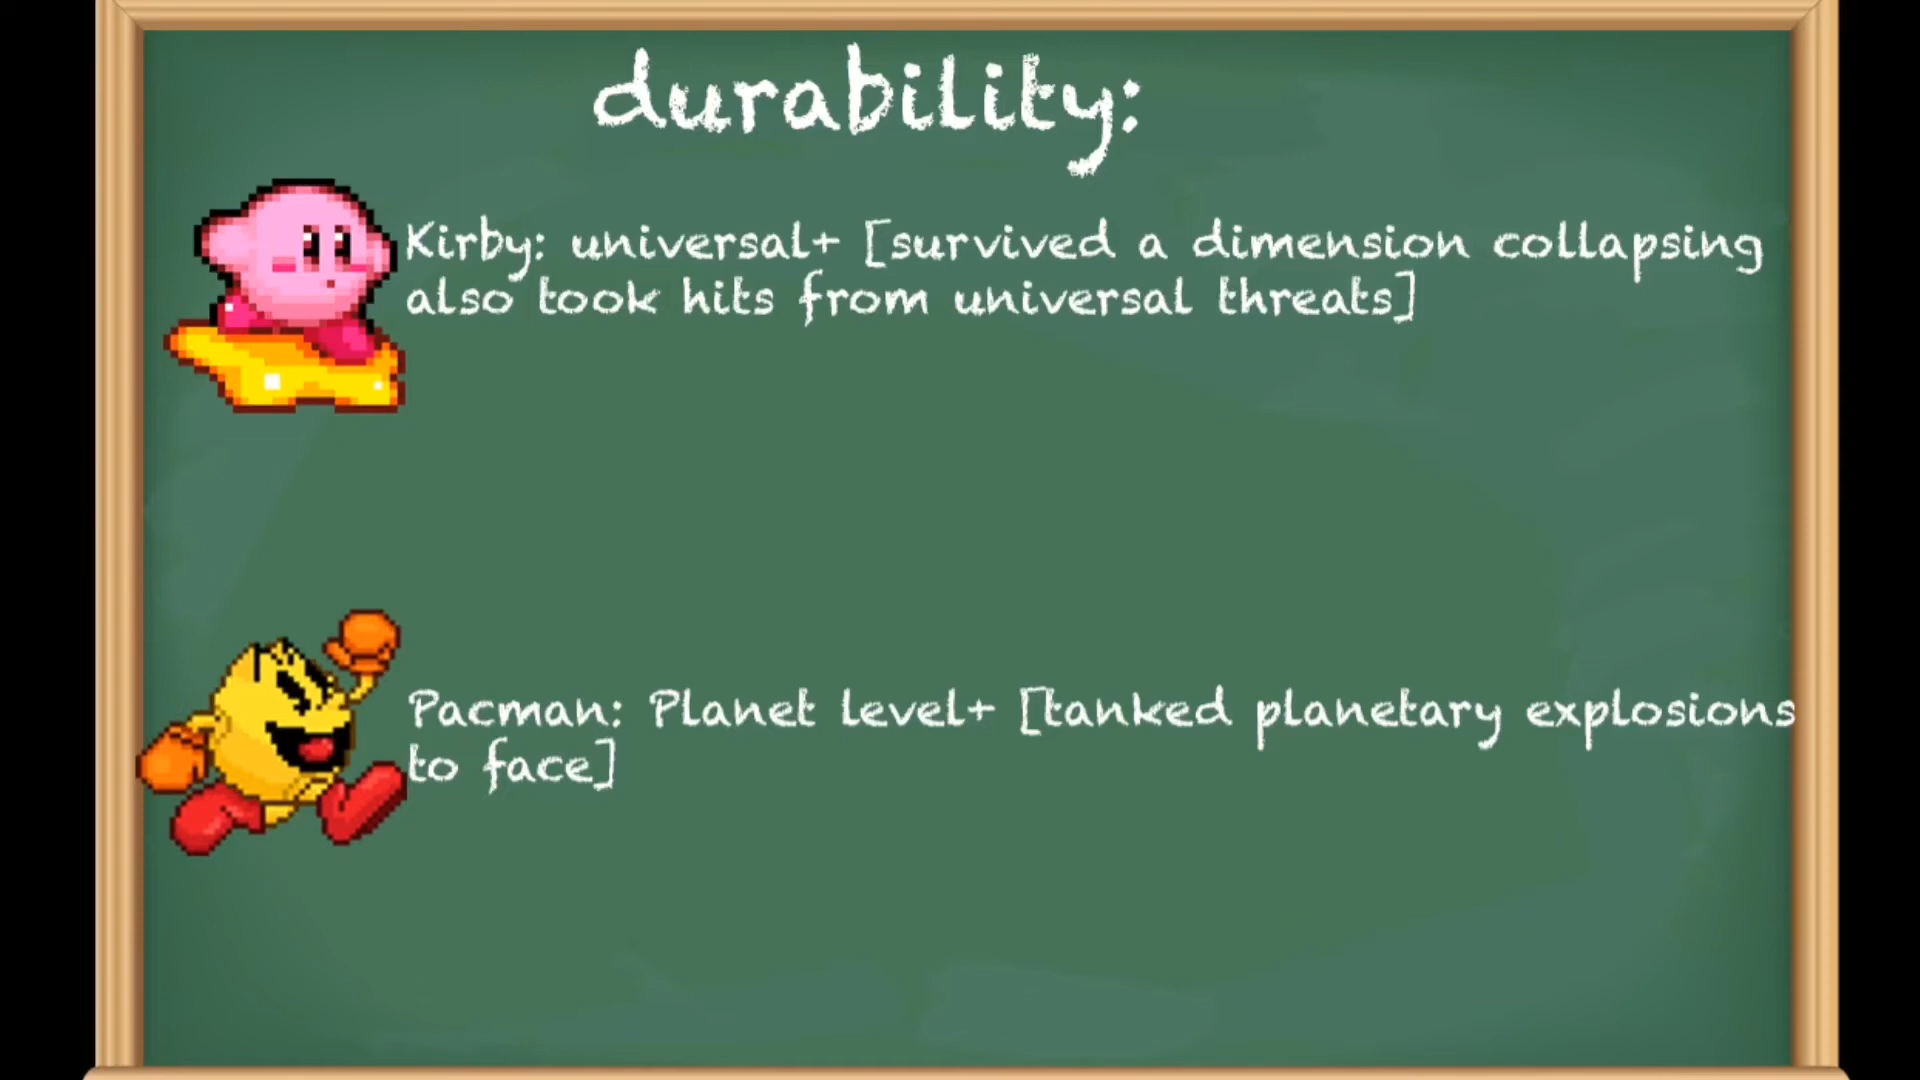 durability:
Kirby: universal+ [survived a dimension collapsing
also took hits from universal threats]
Pacman: Planet level+ [tanked planetary explosions
to face]